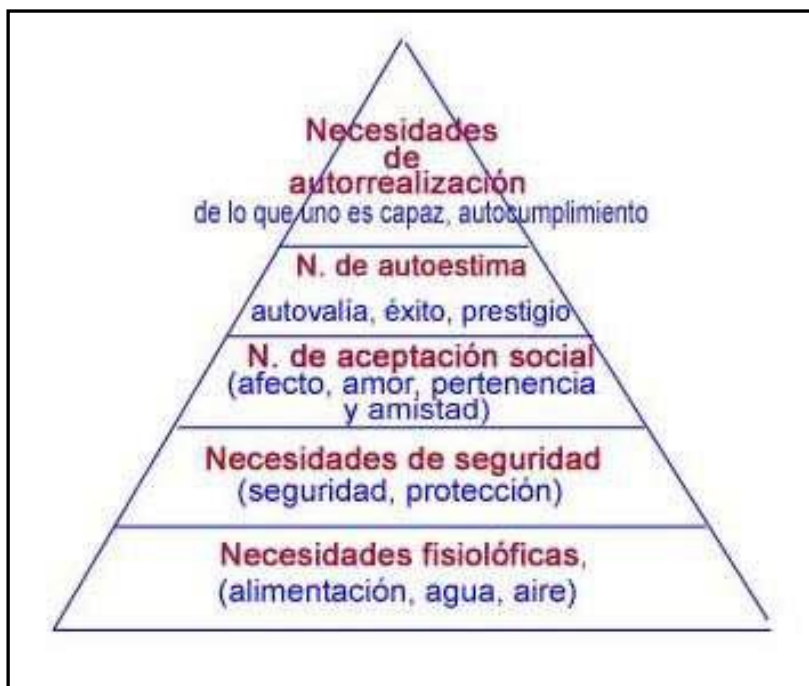 Necesidades
de
autorrealización
de lo que uno es capaz, autocumplimiento
N. de autoestima
autovalía, éxito, prestigio
N. de aceptación social
(afecto, amor, pertenencia
y amistad)
Necesidades de seguridad
(seguridad, protección)
Necesidades fisiolóficas,
(alimentación, agua, aire)